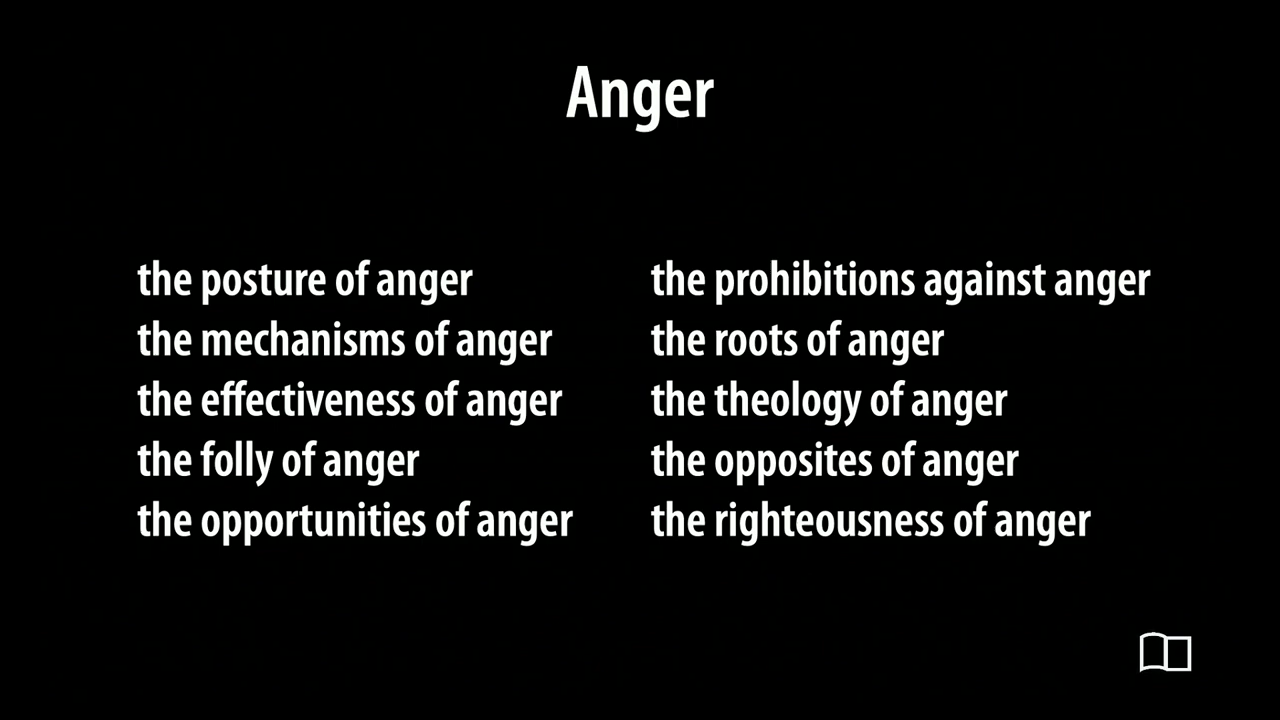 Anger
the posture of anger
the mechanisms of anger
the effectiveness of anger
the folly of anger
the opportunities of anger
the prohibitions against anger
the roots of anger
the theology of anger
the opposites of anger
the righteousness of anger